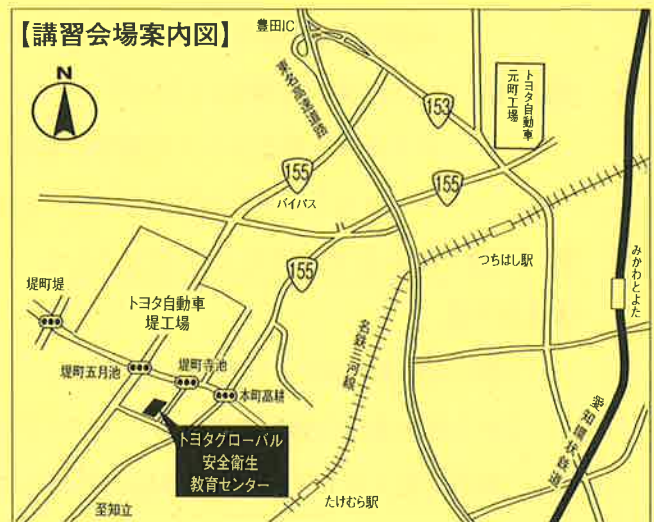 【講習会場案内図】
豊田IC
N
東名高速道路
153
トヨタ自動車
元町工場
155
バイパス
155
155
つちはし駅
みかわとよた
堤町堤
トヨタ自動車
堤工場
名鉄三河線
堤町五月池
堤町寺池
本町高耕
愛知環状鉄道
トヨタグローバル
安全衛生
教育センター
たけむら駅
至知立